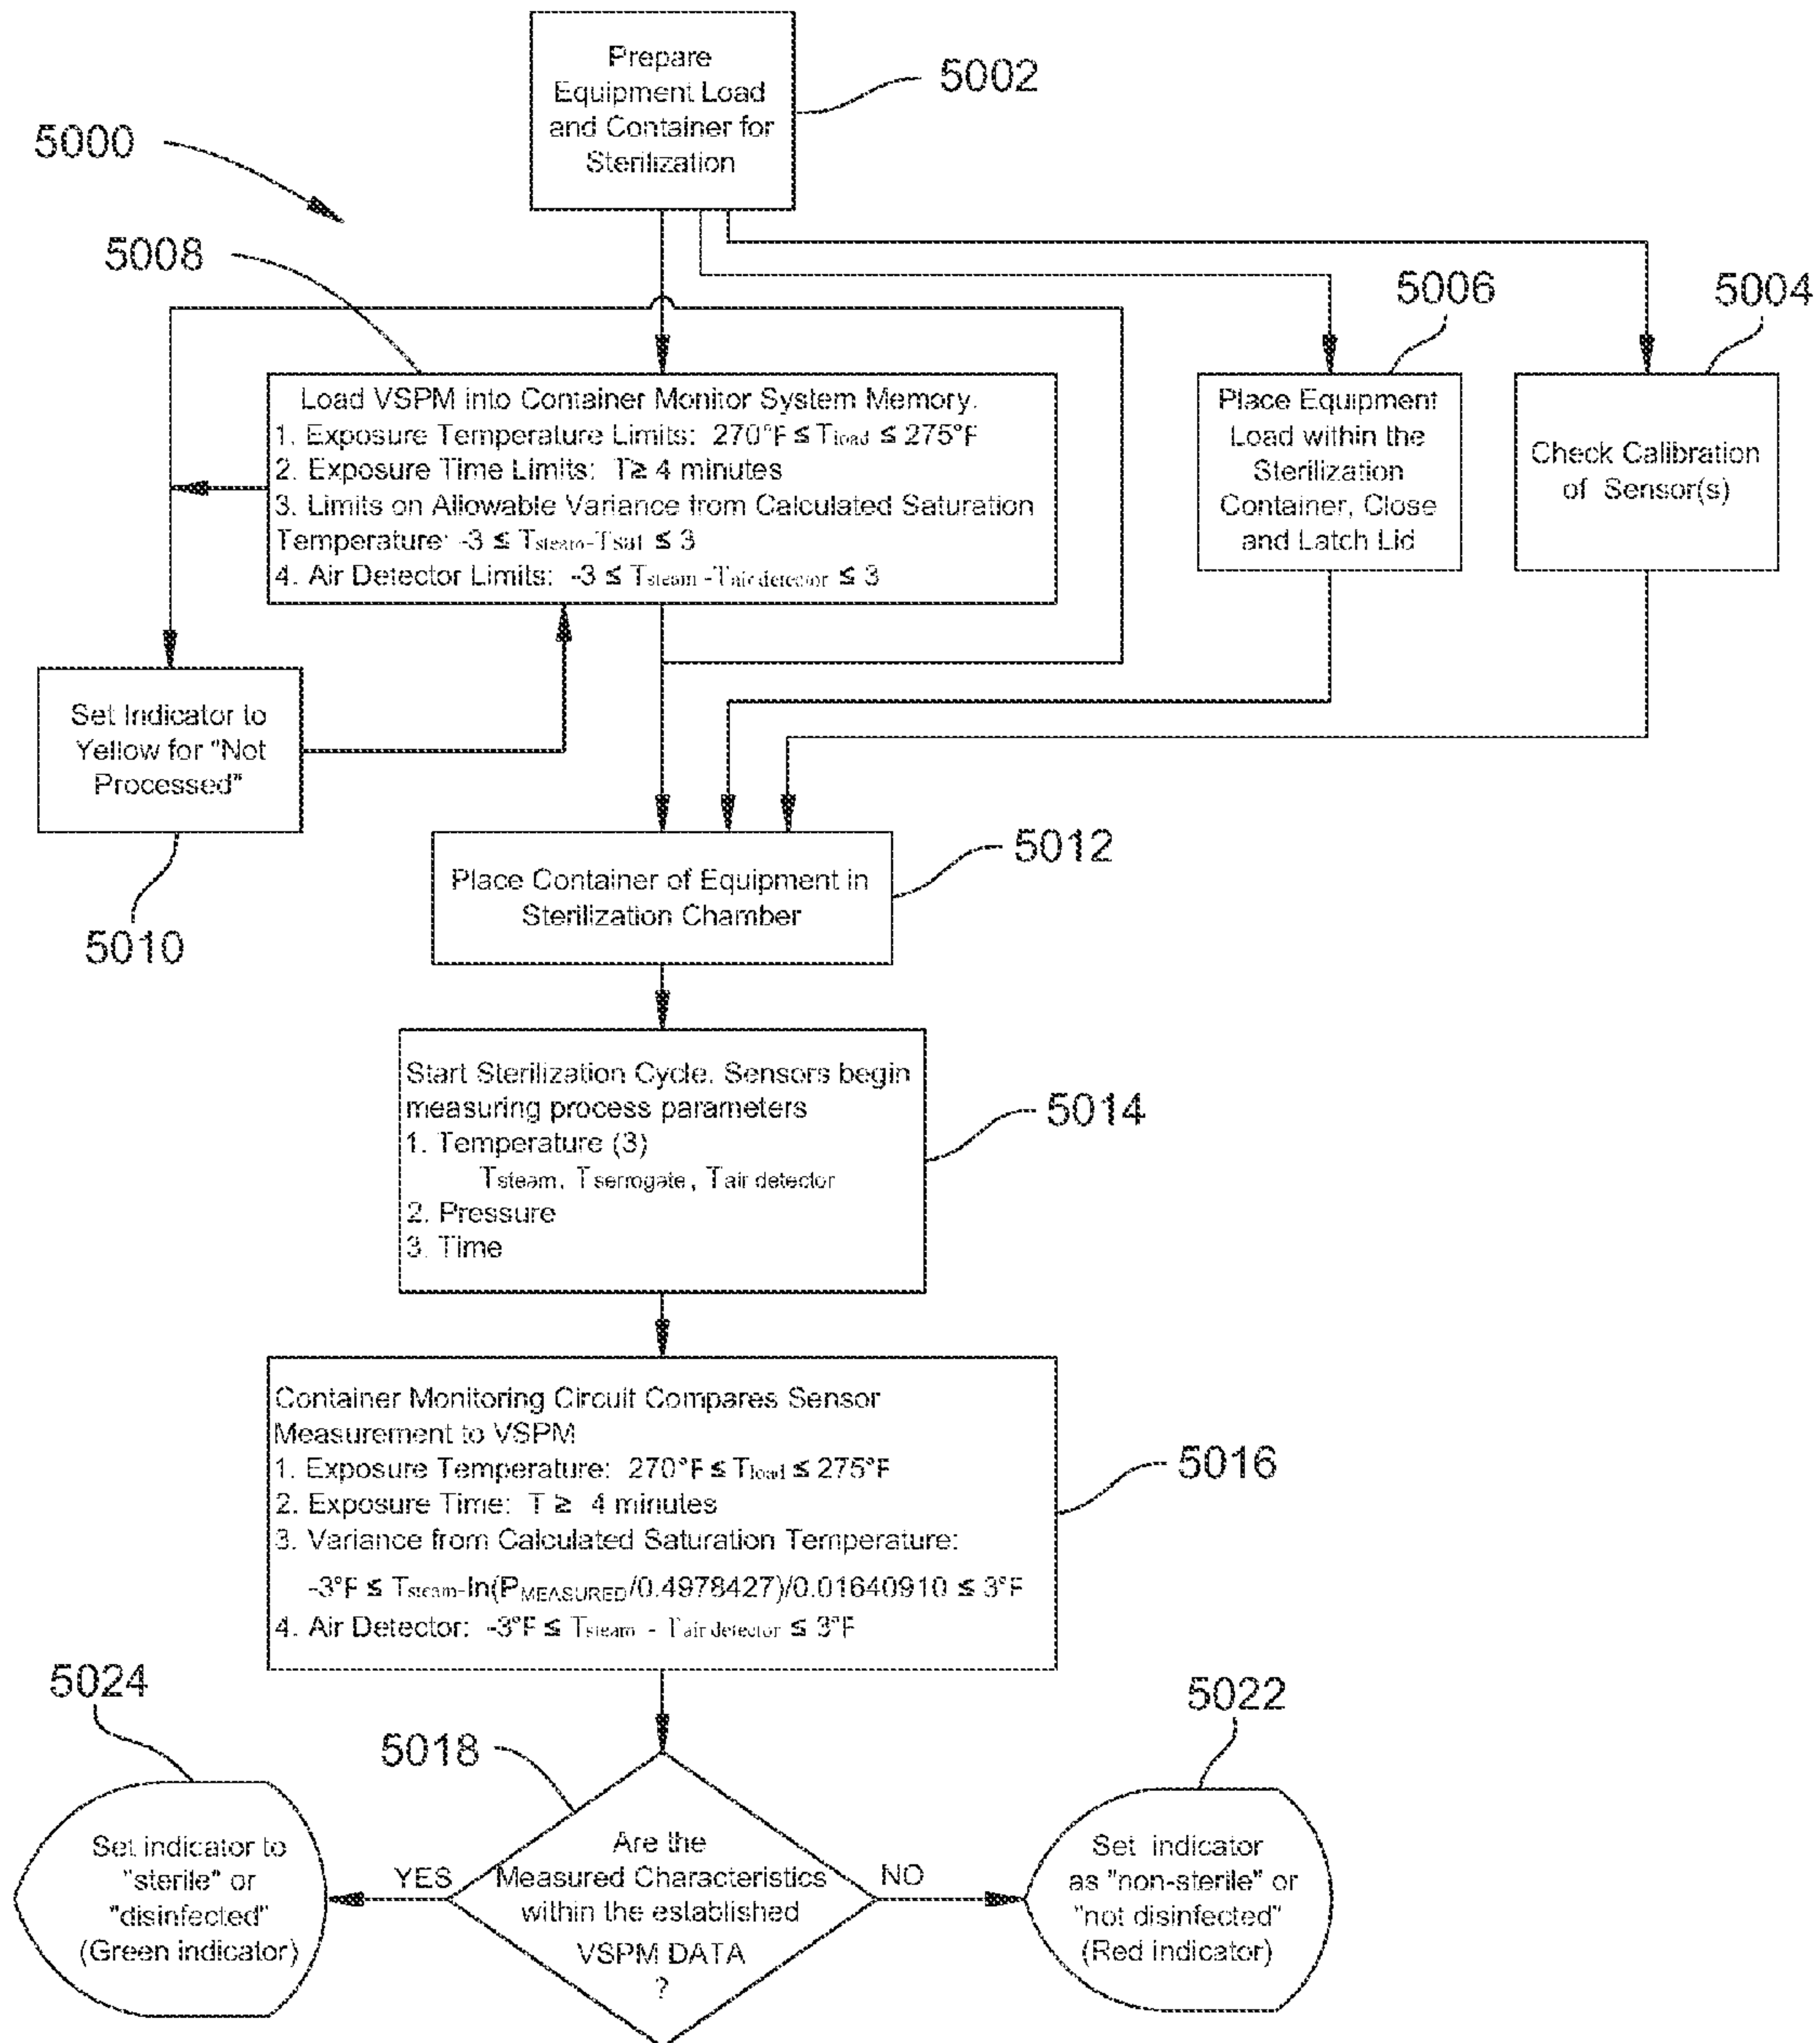 Prepare
Equipment Load
and Container for
Sterilization
5002
5000
5008
5006
5004
Load VSPM into Container Monitor System Memory.
1. Exposure Temperature Limits: 270°F ≤ Tload ≤ 275°F
2. Exposure Time Limits: T≥ 4 minutes
3. Limits on Allowable Variance from Calculated Saturation
Temperature: -3 ≤ Tsteam-Tsat ≤ 3
4. Air Detector Limits: -3 ≤ Tsteam -Tair detector ≤ 3
Place Equipment
Load within the
Sterilization
Container, Close
and Latch Lid
Check Calibration
of Sensor(s)
Set Indicator to
Yellow for "Not
Processed"
5010
Place Container of Equipment in
Sterilization Chamber
5012
Start Sterilization Cycle. Sensors begin
measuring process parameters
1. Temperature (3)
Tsteam, Tserrogate, Tair detector
2. Pressure
3. Time
5014
Container Monitoring Circuit Compares Sensor
Measurement to VSPM
1. Exposure Temperature: 270°F ≤ Tload ≤ 275°F
2. Exposure Time: T ≥ 4 minutes
3. Variance from Calculated Saturation Temperature:
-3°F ≤ Tsteam-ln(PMEASURED/0.4978427)/0.01640910 ≤ 3°F
4. Air Detector: -3°F ≤ Tsteam - Tair detector ≤ 3°F
5016
5024
5018
5022
Set indicator to
"sterile" or
"disinfected"
(Green indicator)
YES
Are the
Measured Characteristics
within the established
VSPM DATA
?
NO
Set indicator
as "non-sterile" or
"not disinfected"
(Red indicator)